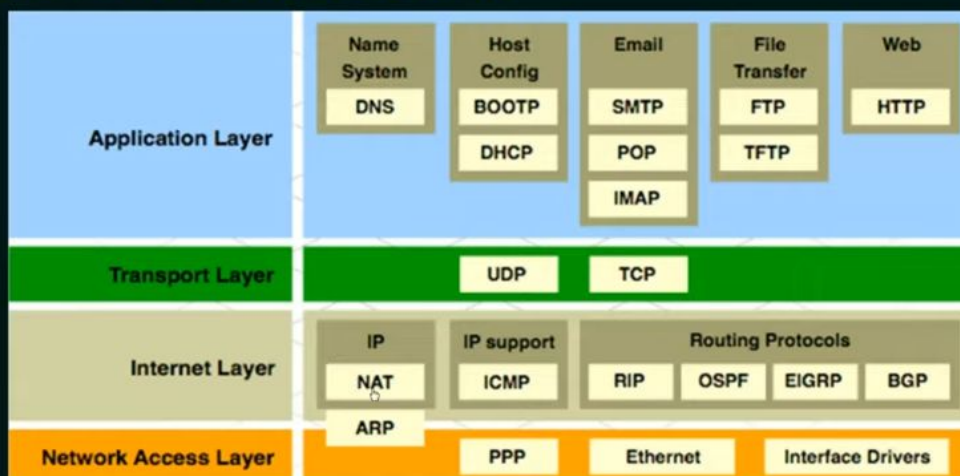 Application Layer
Name
System
DNS
Host
Config
BOOTP
DHCP
Email
SMTP
POP
IMAP
File
Transfer
FTP
TFTP
Web
HTTP
Transport Layer
UDP
TCP
Internet Layer
IP
NAT
ARP
IP support
ICMP
Routing Protocols
RIP
OSPF
EIGRP
BGP
Network Access Layer
PPP
Ethernet
Interface Drivers